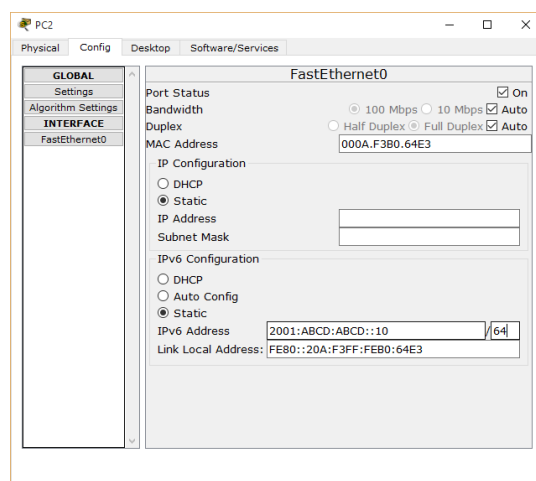 PC2
Physical Config Desktop Software/Services
GLOBAL
Settings
Algorithm Settings
INTERFACE
FastEthernet0
FastEthernet0
Port Status On
Bandwidth 100 Mbps 10 Mbps Auto
Duplex Half Duplex Full Duplex Auto
MAC Address 000A.F3B0.64E3
IP Configuration
DHCP
Static
IP Address
Subnet Mask
IPv6 Configuration
DHCP
Auto Config
Static
IPv6 Address 2001:ABCD:ABCD::10 / 64
Link Local Address: FE80::20A:F3FF:FEB0:64E3